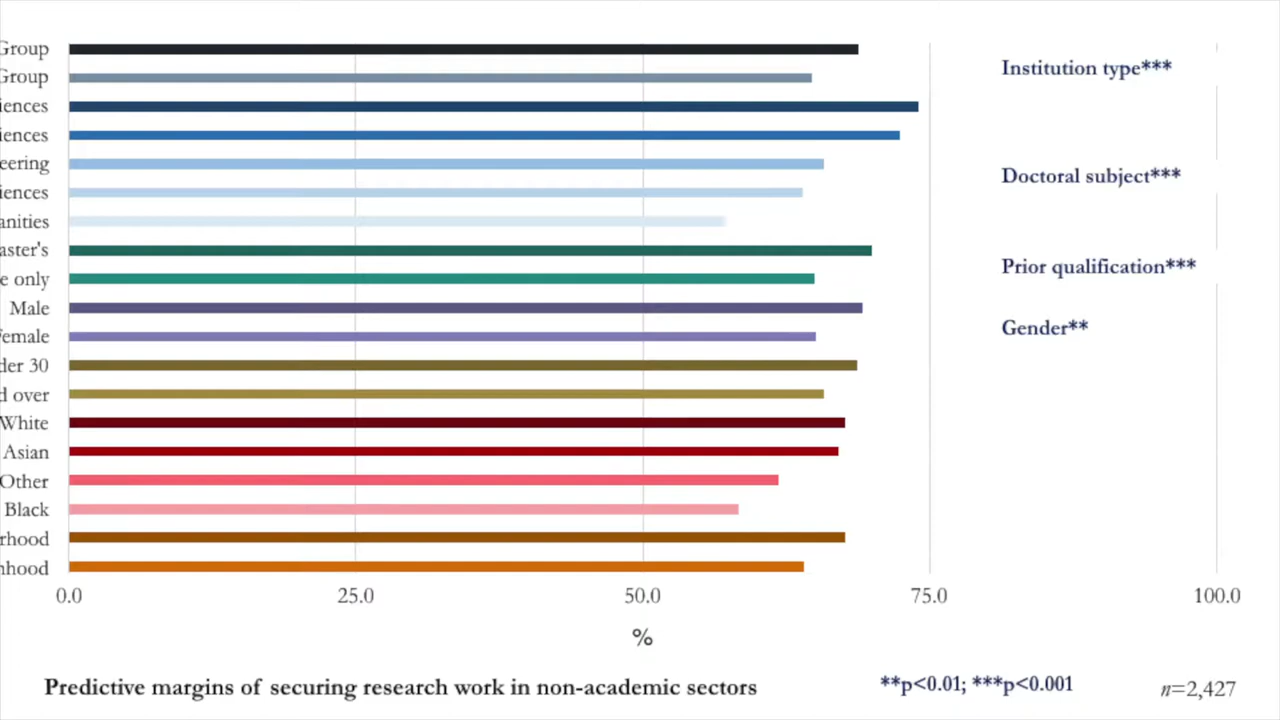 Group
Institution type***
Group
iences
iences
eering
Doctoral subject***
iences
anities
aster's
Prior qualification***
e only
Male
Gender**
Female
der 30
d over
White
Asian
Other
Black
rhood
nhood
0.0 25.0 50.0 75.0 100.0
%
Predictive margins of securing research work in non-academic sectors
**p<0.01; ***p<0.001
n=2,427